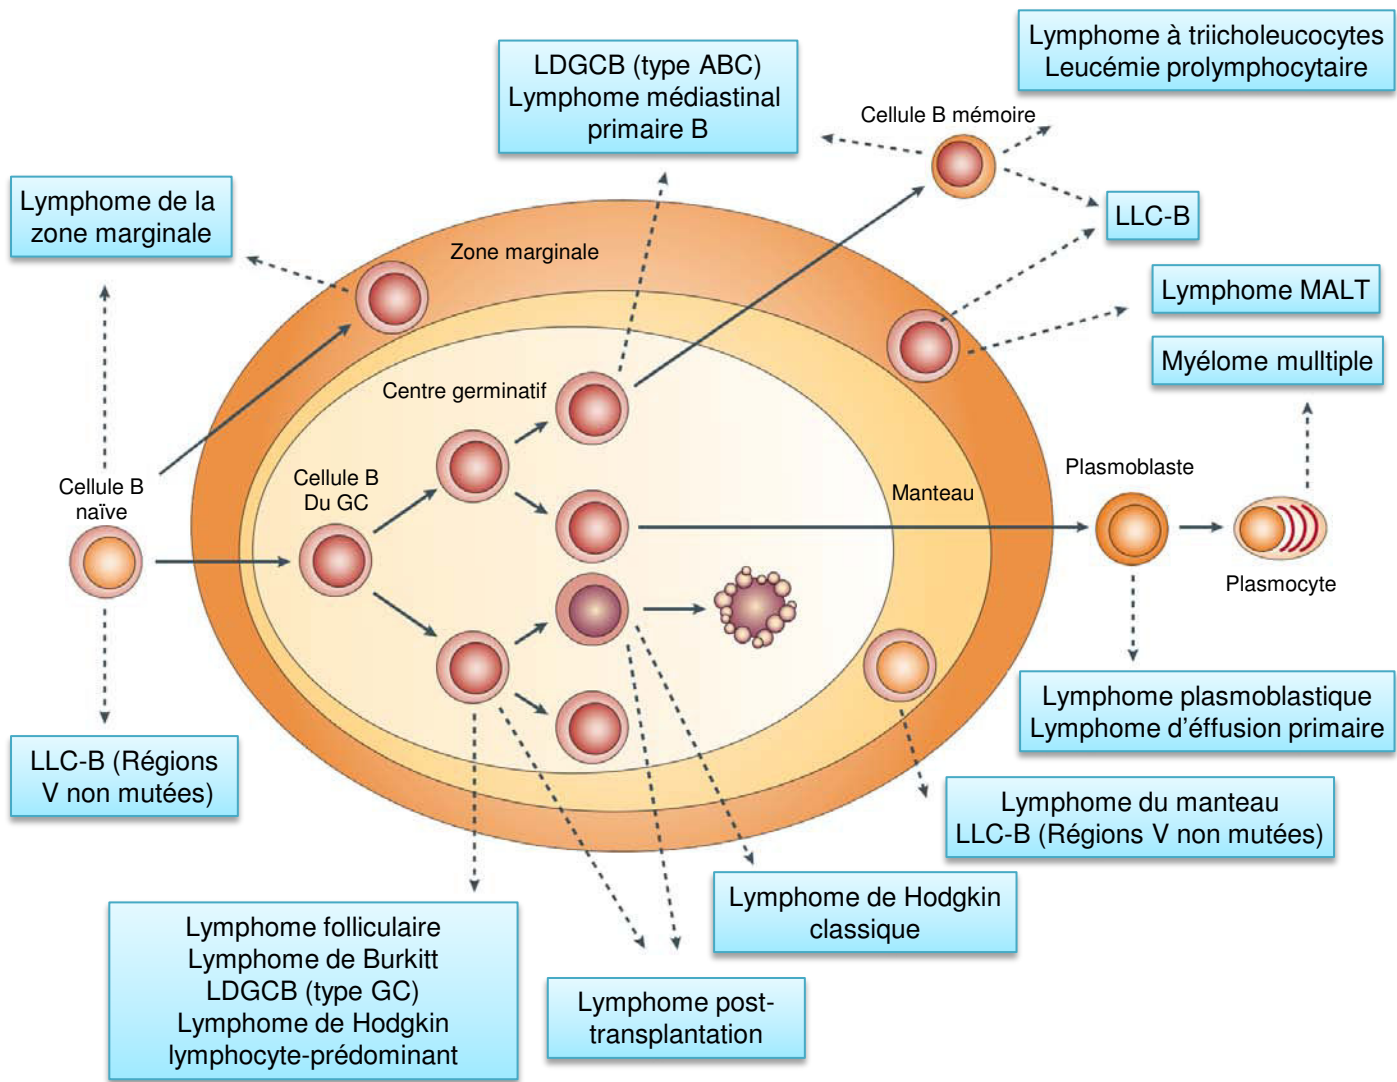 Lymphome à triicholeucocytes
Leucémie prolymphocytaire
LDGCB (type ABC)
Lymphome médiastinal
primaire B
Cellule B mémoire
Lymphome de la
zone marginale
LLC-B
Zone marginale
Lymphome MALT
Myélome mulltiple
Centre germinatif
Cellule B
naïve
Cellule B
Du GC
Manteau
Plasmoblaste
Plasmocyte
LLC-B (Régions
V non mutées)
Lymphome plasmoblastique
Lymphome d'éffusion primaire
Lymphome du manteau
LLC-B (Régions V non mutées)
Lymphome de Hodgkin
classique
Lymphome folliculaire
Lymphome de Burkitt
LDGCB (type GC)
Lymphome de Hodgkin
lymphocyte-prédominant
Lymphome post-
transplantation